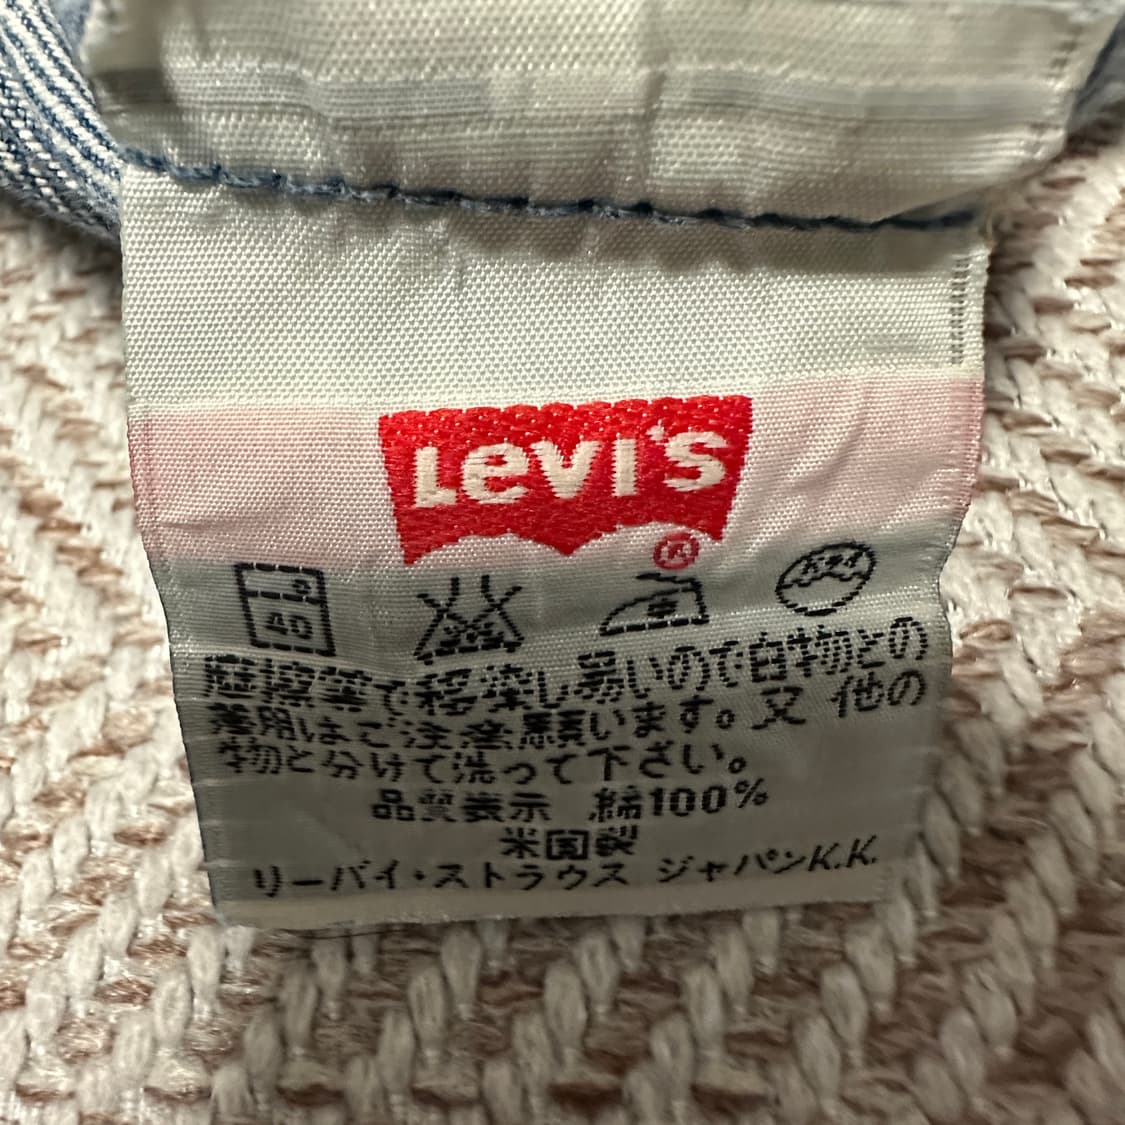 Levi's
®
40
摩擦等で移染し易いので白物との
着用はご注意願います。又 他の
物と分けて洗って下さい。
品質表示 綿100%
米国製
リーバイ・ストラウス ジャパンK.K.